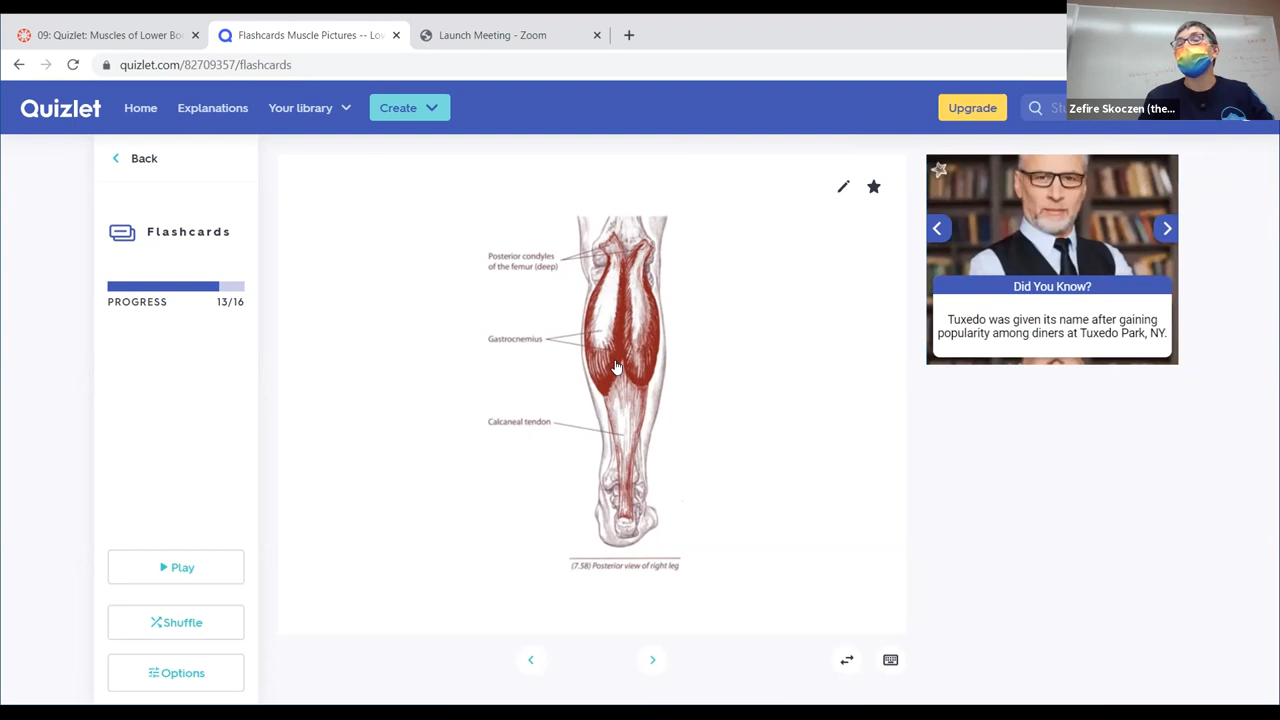 09: Quizlet: Muscles of Lower Bo
Flashcards Muscle Pictures -- Lov
Launch Meeting - Zoom
quizlet.com/82709357/flashcards
Quizlet
Home
Explanations
Your library
Create
Upgrade
Zefire Skoczen (the...
Back
Flashcards
PROGRESS
13/16
Play
Shuffle
Options
Posterior condyles
of the femur (deep)
Gastrocnemius
Calcaneal tendon
(7.58) Posterior view of right leg
Did You Know?
Tuxedo was given its name after gaining
popularity among diners at Tuxedo Park, NY.